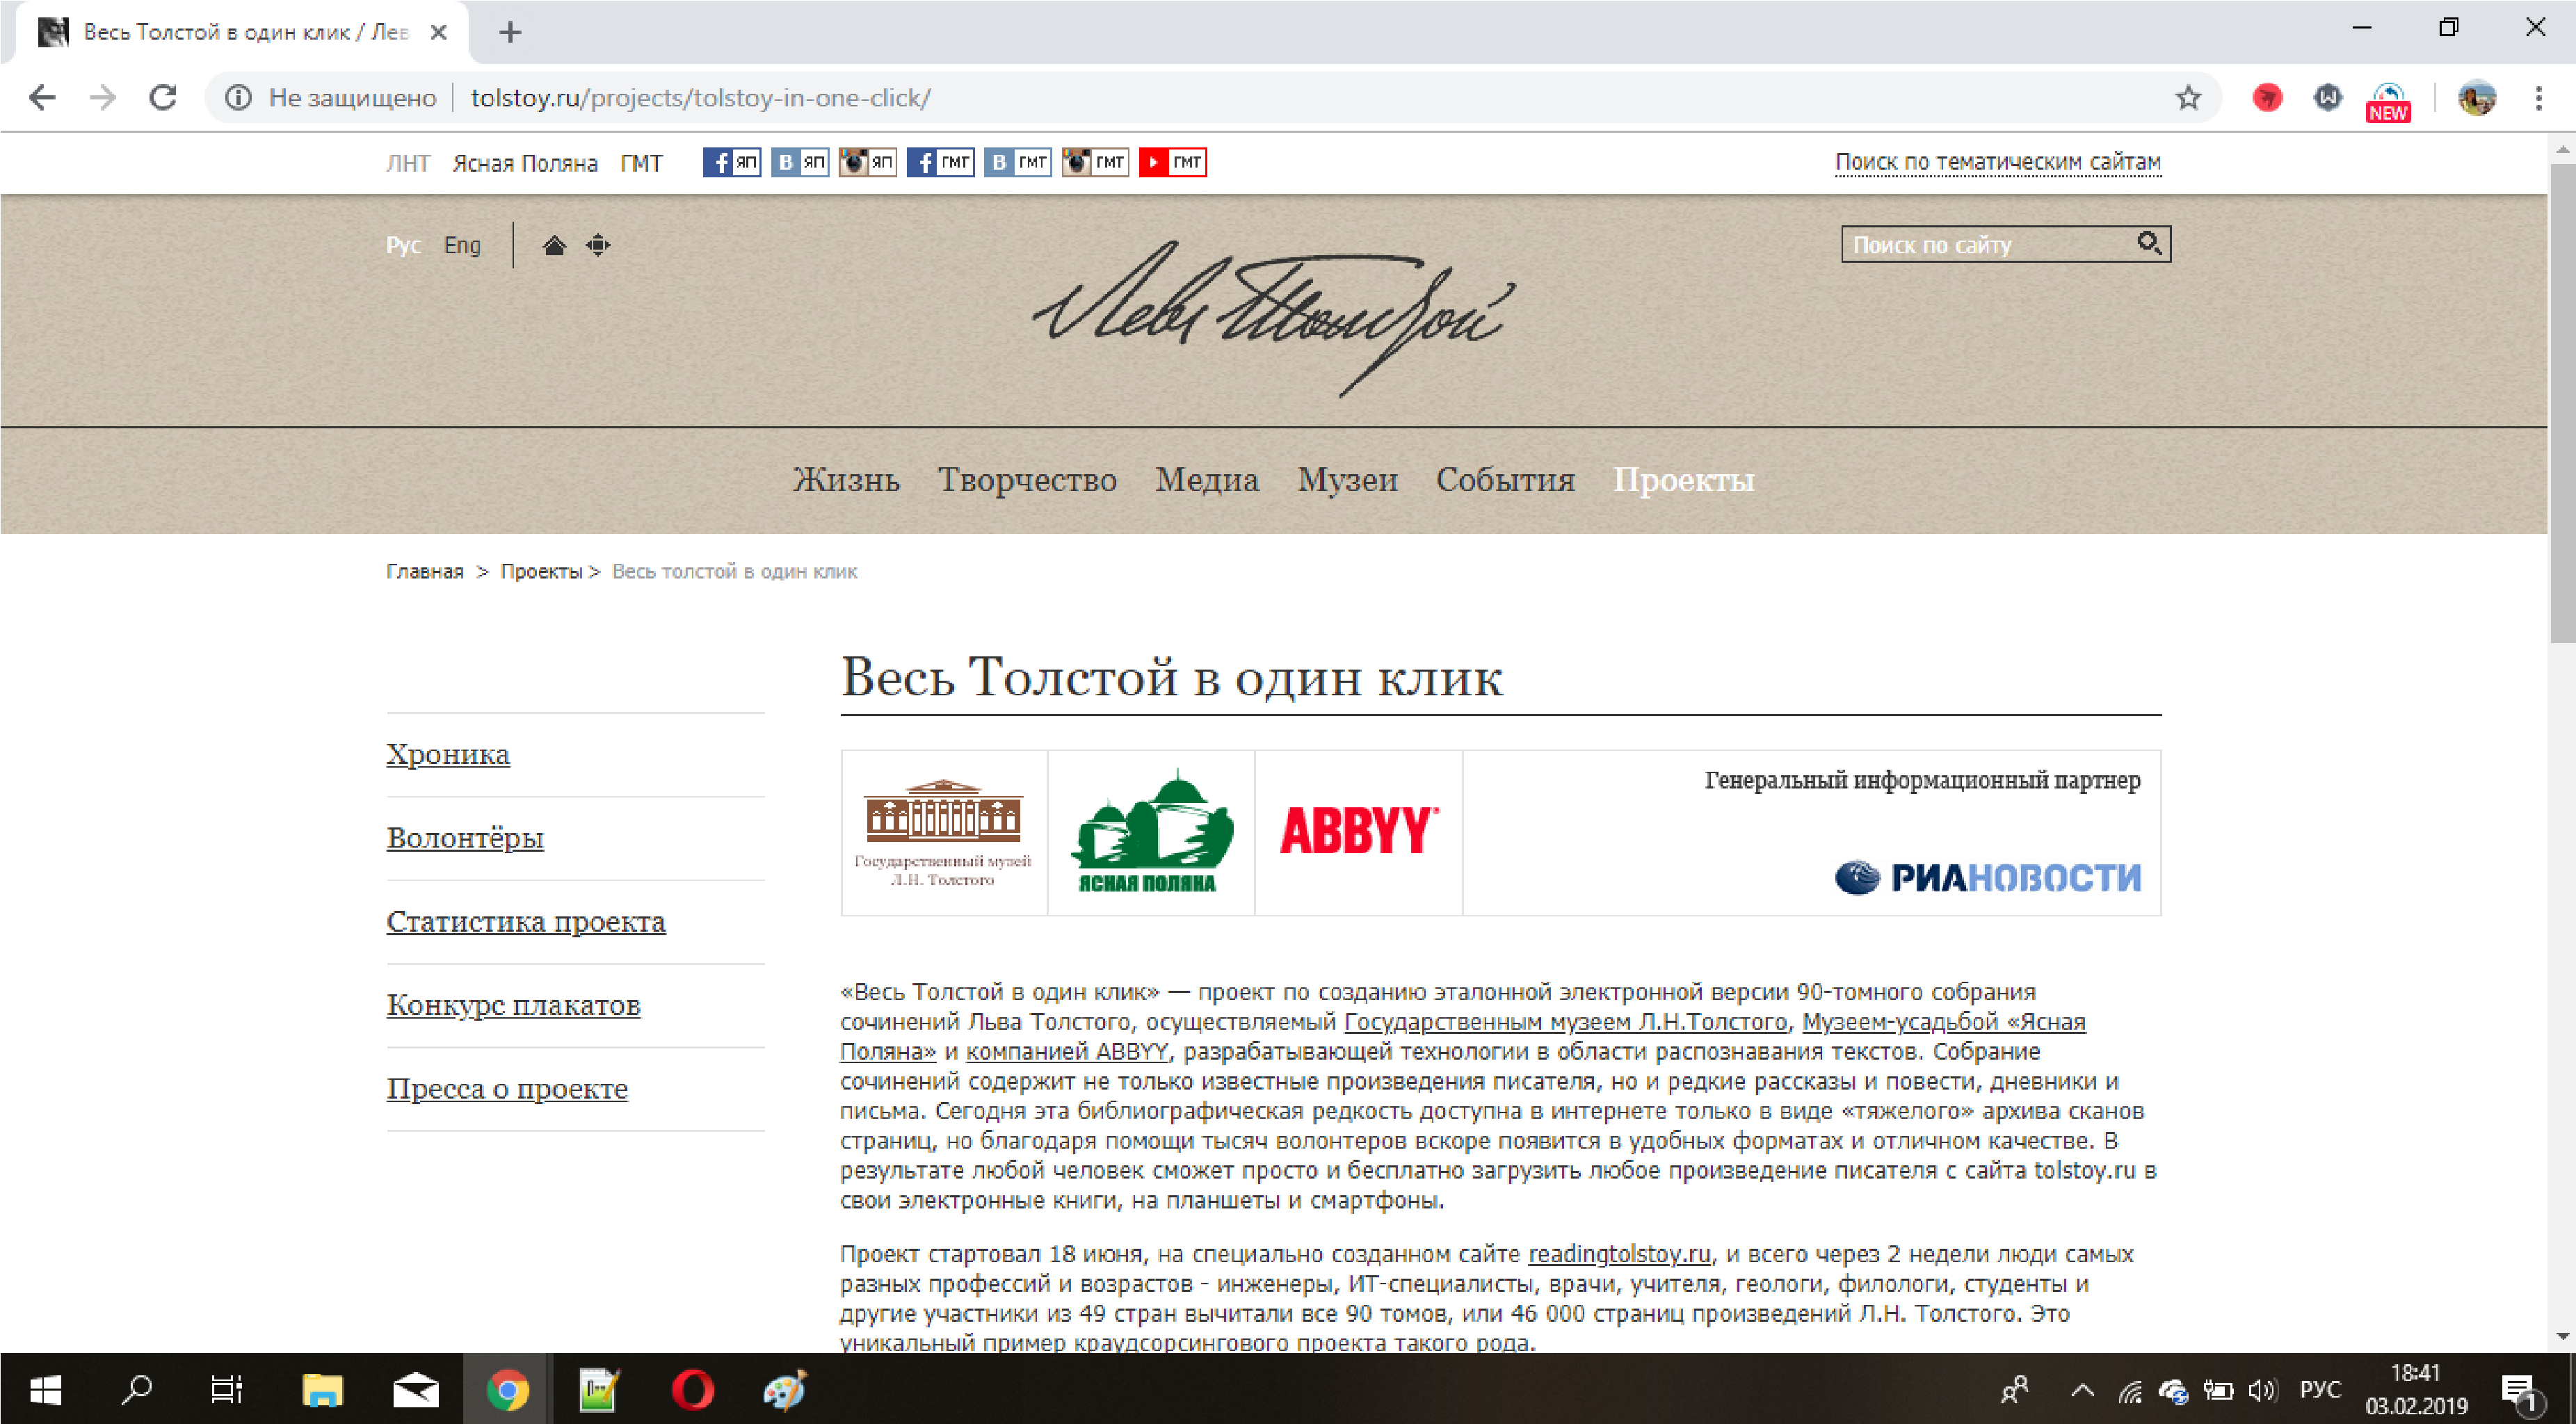 Весь Толстой в один клик / Лев
Не защищено tolstoy.ru/projects/tolstoy-in-one-click/
NEW
ЛНТ Ясная Поляна ГМТ ЯП ЯП ЯП ГМТ ГМТ ГМТ ГМТ Поиск по тематическим сайтам
Рус Eng Поиск по сайту
Левъ Толстой
Жизнь Творчество Медиа Музеи События Проекты
Главная > Проекты > Весь толстой в один клик
Весь Толстой в один клик
Хроника
Волонтёры
Статистика проекта
Конкурс плакатов
Пресса о проекте
Государственный музей
Л.Н. Толстого
ЯСНАЯ ПОЛЯНА
ABBYY
Генеральный информационный партнер
РИАНОВОСТИ
«Весь Толстой в один клик» — проект по созданию эталонной электронной версии 90-томного собрания
сочинений Льва Толстого, осуществляемый Государственным музеем Л.Н.Толстого, Музеем-усадьбой «Ясная
Поляна» и компанией ABBYY, разрабатывающей технологии в области распознавания текстов. Собрание
сочинений содержит не только известные произведения писателя, но и редкие рассказы и повести, дневники и
письма. Сегодня эта библиографическая редкость доступна в интернете только в виде «тяжелого» архива сканов
страниц, но благодаря помощи тысяч волонтеров вскоре появится в удобных форматах и отличном качестве. В
результате любой человек сможет просто и бесплатно загрузить любое произведение писателя с сайта tolstoy.ru в
свои электронные книги, на планшеты и смартфоны.
Проект стартовал 18 июня, на специально созданном сайте readingtolstoy.ru, и всего через 2 недели люди самых
разных профессий и возрастов - инженеры, ИТ-специалисты, врачи, учителя, геологи, филологи, студенты и
другие участники из 49 стран вычитали все 90 томов, или 46 000 страниц произведений Л.Н. Толстого. Это
уникальный пример краудсорсингового проекта такого рода.
РУС
18:41
03.02.2019
1